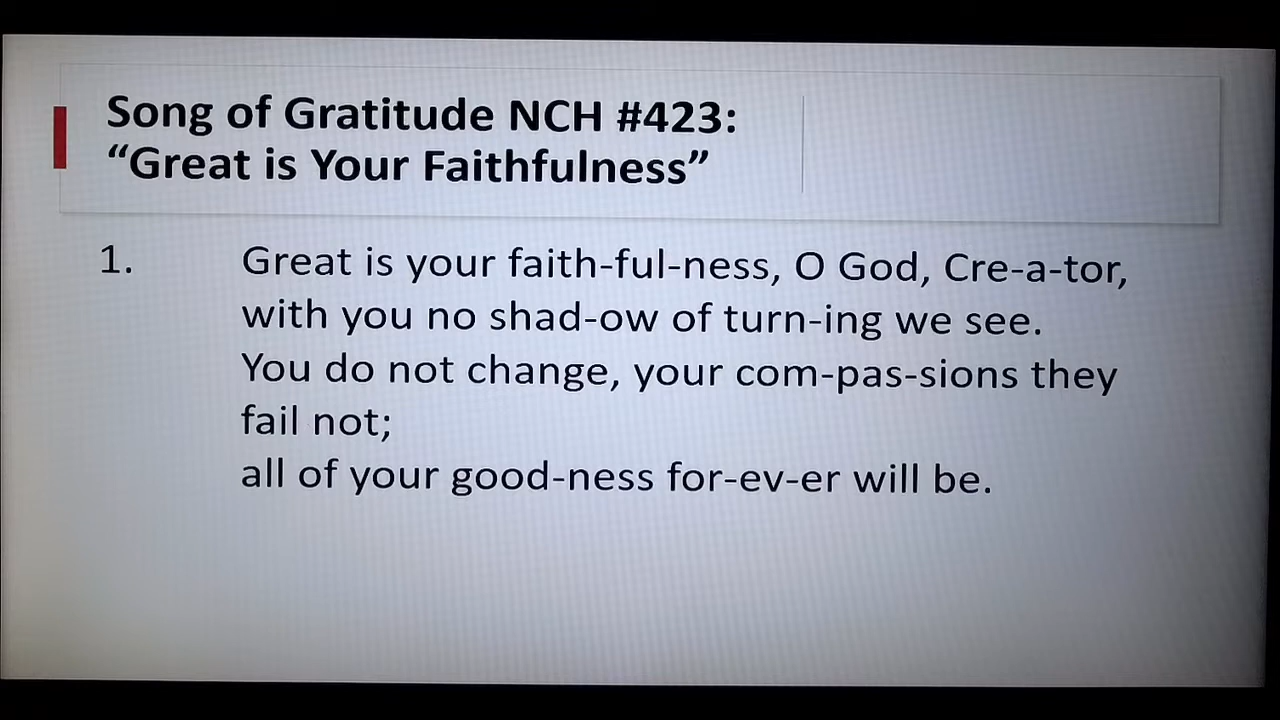 Song of Gratitude NCH #423:
“Great is Your Faithfulness”
1. Great is your faith-ful-ness, O God, Cre-a-tor,
with you no shad-ow of turn-ing we see.
You do not change, your com-pas-sions they
fail not;
all of your good-ness for-ev-er will be.